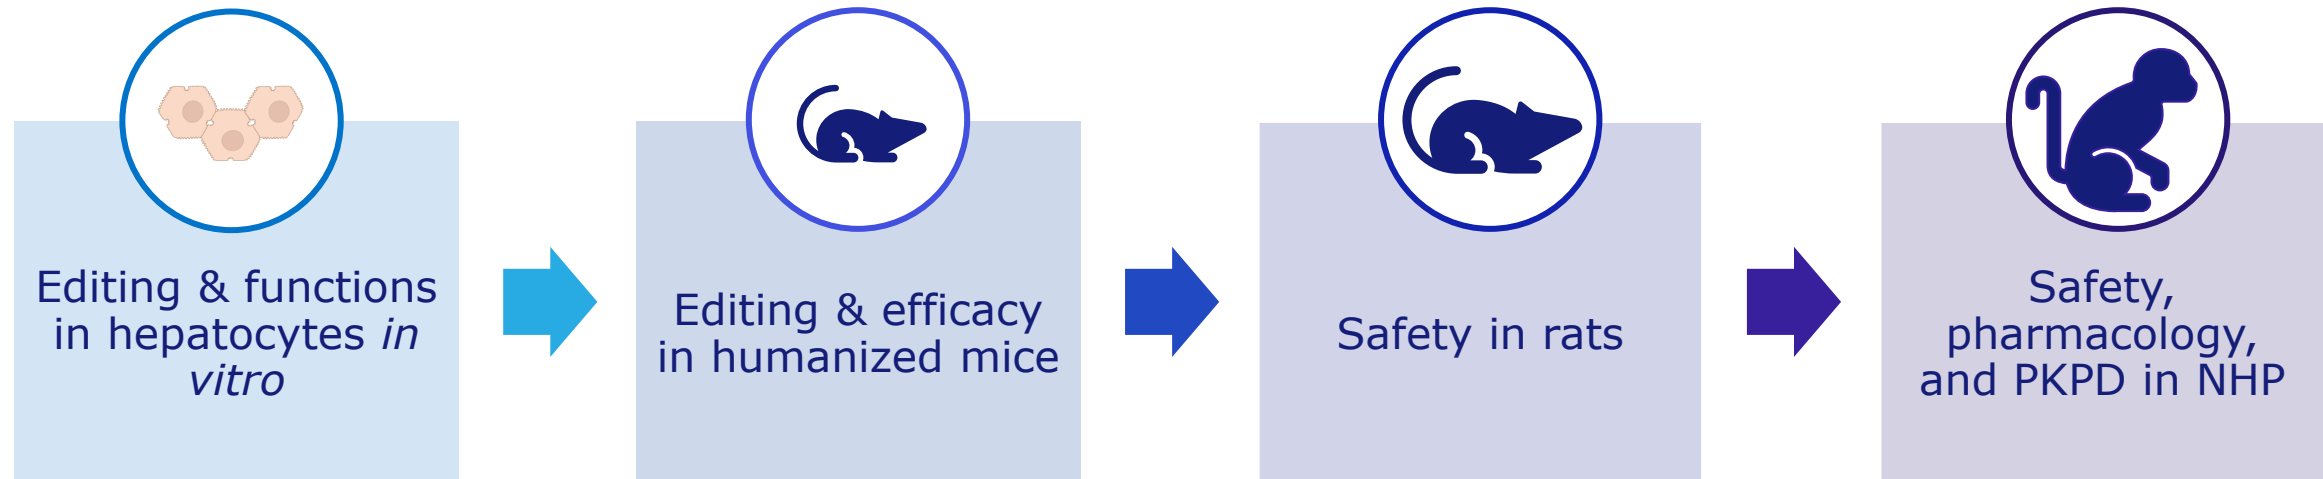 Editing & functions
in hepatocytes in
vitro
Editing & efficacy
in humanized mice
Safety in rats
Safety,
pharmacology,
and PKPD in NHP